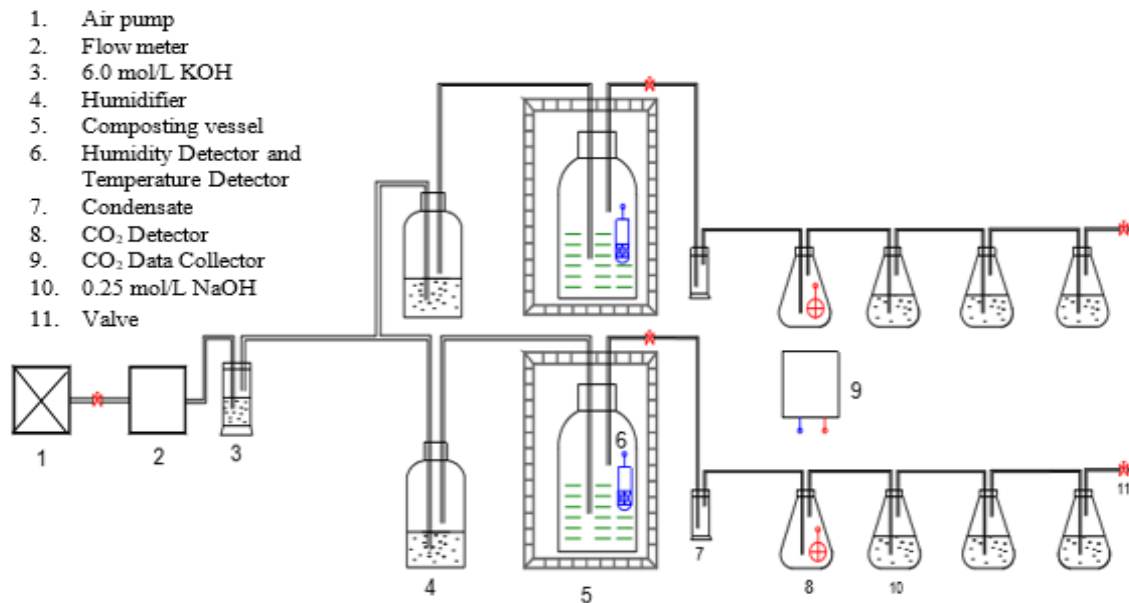 1. Air pump
2. Flow meter
3. 6.0 mol/L KOH
4. Humidifier
5. Composting vessel
6. Humidity Detector and
Temperature Detector
7. Condensate
8. CO₂ Detector
9. CO₂ Data Collector
10. 0.25 mol/L NaOH
11. Valve
9
6
1
2
3
11
7
4
5
8
10